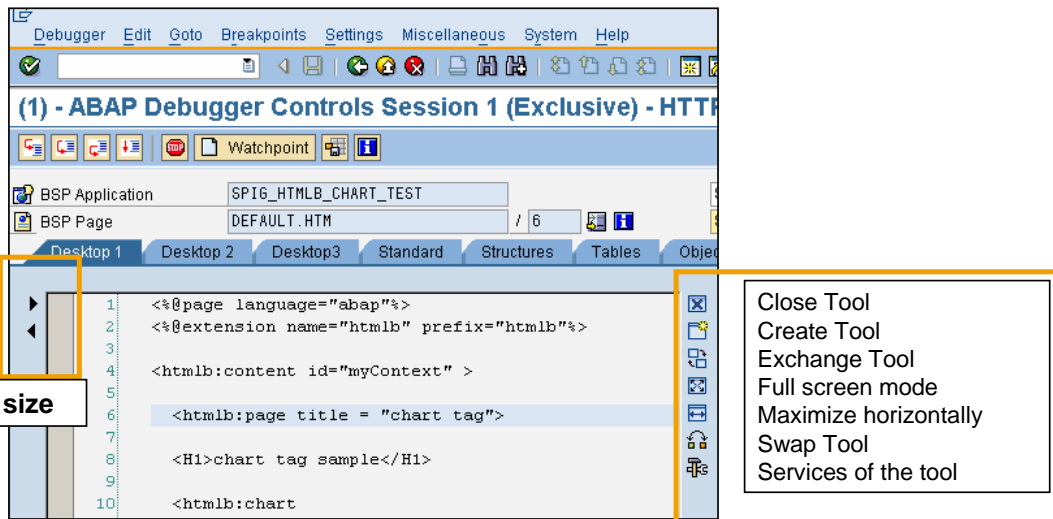 Debugger Edit Goto Breakpoints Settings Miscellaneous System Help
(1) - ABAP Debugger Controls Session 1 (Exclusive) - HTTP
STOP Watchpoint
BSP Application SPIG_HTMLB_CHART_TEST
BSP Page DEFAULT.HTM / 6
Desktop 1 Desktop 2 Desktop3 Standard Structures Tables Objec
1 <%@page language="abap"%>
2 <%@extension name="htmlb" prefix="htmlb"%>
3
4 <htmlb:content id="myContext" >
5
6 <htmlb:page title = "chart tag">
7
8 <H1>chart tag sample</H1>
9
10 <htmlb:chart
size
Close Tool
Create Tool
Exchange Tool
Full screen mode
Maximize horizontally
Swap Tool
Services of the tool